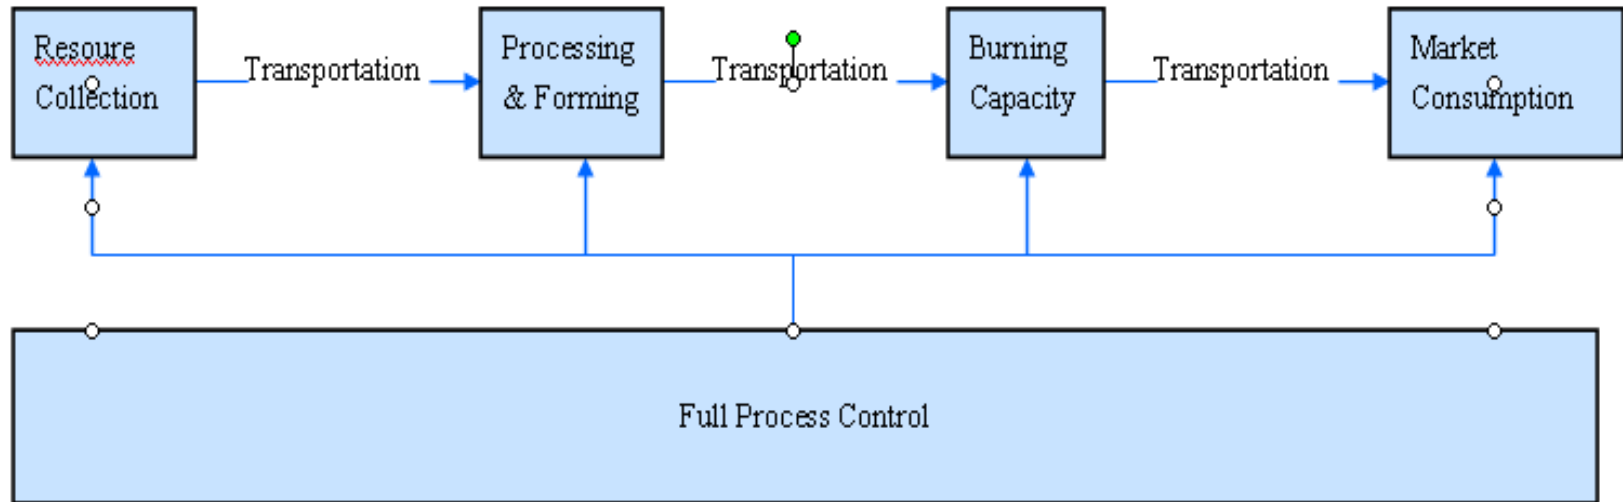 Resoure
Collection
Transportation
Processing
& Forming
Transportation
Burning
Capacity
Transportation
Market
Consumption
Full Process Control